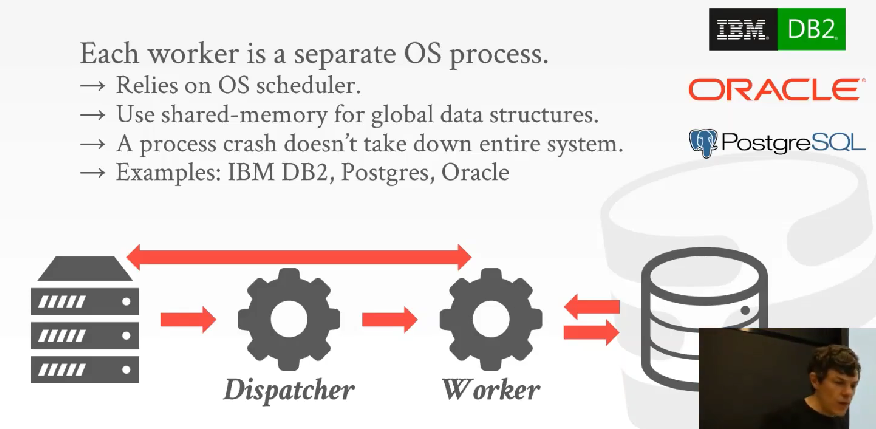 Each worker is a separate OS process.
→ Relies on OS scheduler.
→ Use shared-memory for global data structures.
→ A process crash doesn't take down entire system.
→ Examples: IBM DB2, Postgres, Oracle
IBM DB2
ORACLE
PostgreSQL
Dispatcher
Worker